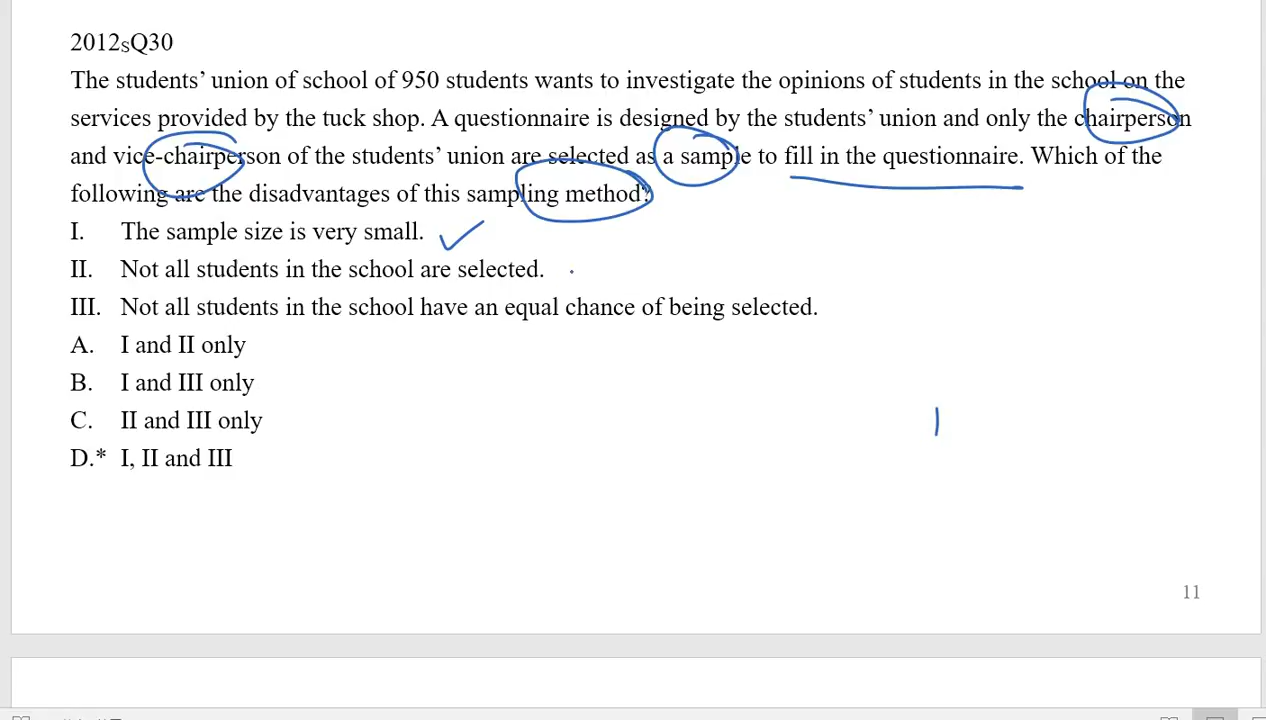 2012sQ30
The students' union of school of 950 students wants to investigate the opinions of students in the school on the
services provided by the tuck shop. A questionnaire is designed by the students' union and only the chairperson
and vice-chairperson of the students' union are selected as a sample to fill in the questionnaire. Which of the
following are the disadvantages of this sampling method?
I. The sample size is very small.
II. Not all students in the school are selected.
III. Not all students in the school have an equal chance of being selected.
A. I and II only
B. I and III only
C. II and III only
D.* I, II and III
11